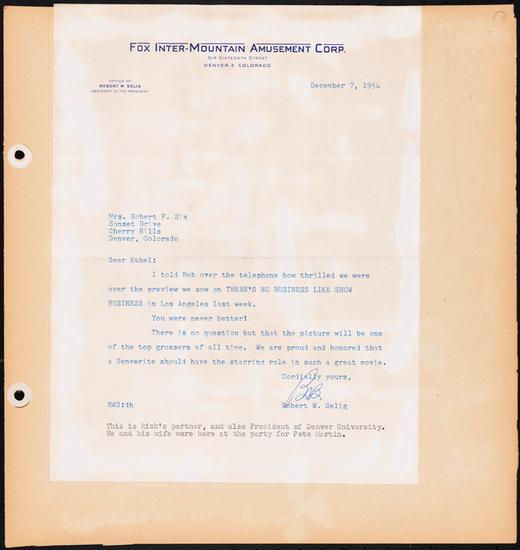 FOX INTER-MOUNTAIN AMUSEMENT CORP.
514 SIXTEENTH STREET
DENVER 2 COLORADO
OFFICE OF
ROBERT W. SELIG
ASSISTANT TO THE PRESIDENT
December 7, 1954
Mrs. Robert F. Six
Sunset Drive
Cherry Hills
Denver, Colorado
Dear Ethel:
I told Bob over the telephone how thrilled we were
over the preview we saw on THERE'S NO BUSINESS LIKE SHOW
BUSINESS in Los Angeles last week.
You were never better!
There is no question but that the picture will be one
of the top grossers of all time. We are proud and honored that
a Denverite should have the starring role in such a great movie.
Cordially yours,
Bob
RWS:dh
Robert W. Selig
This is Rick's partner, and also President of Denver University.
He and his wife were here at the party for Pete Martin.